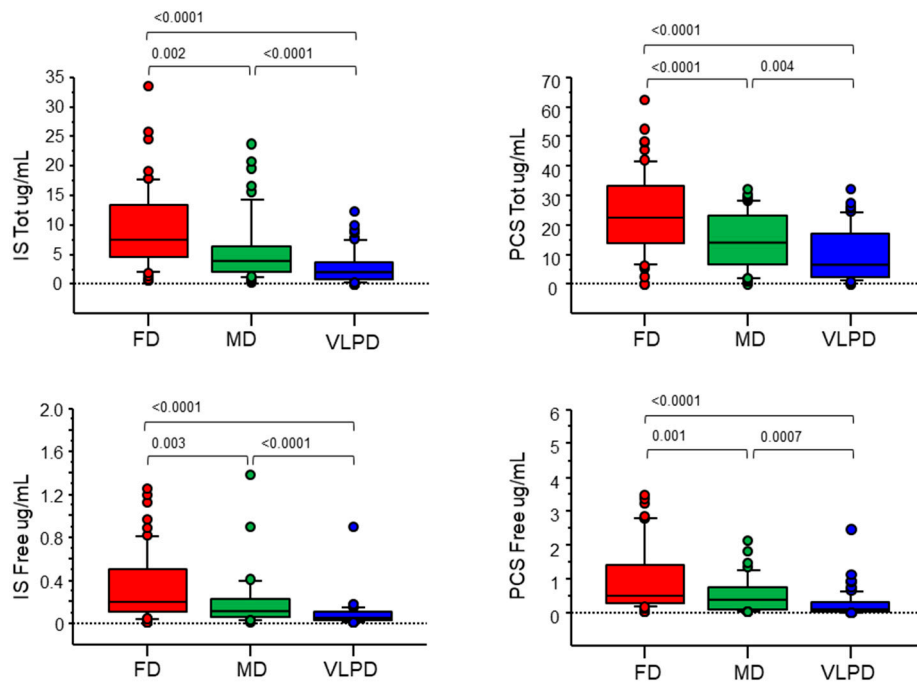 <0.0001
0.002
<0.0001
IS Tot ug/mL
35
30
25
20
15
10
5
0
FD
MD
VLPD
<0.0001
<0.0001
0.004
PCS Tot ug/mL
70
60
50
40
30
20
10
0
FD
MD
VLPD
<0.0001
0.003
<0.0001
IS Free ug/mL
2.0
1.6
1.2
0.8
0.4
0
FD
MD
VLPD
<0.0001
0.001
0.0007
PCS Free ug/mL
6
5
4
3
2
1
0
FD
MD
VLPD